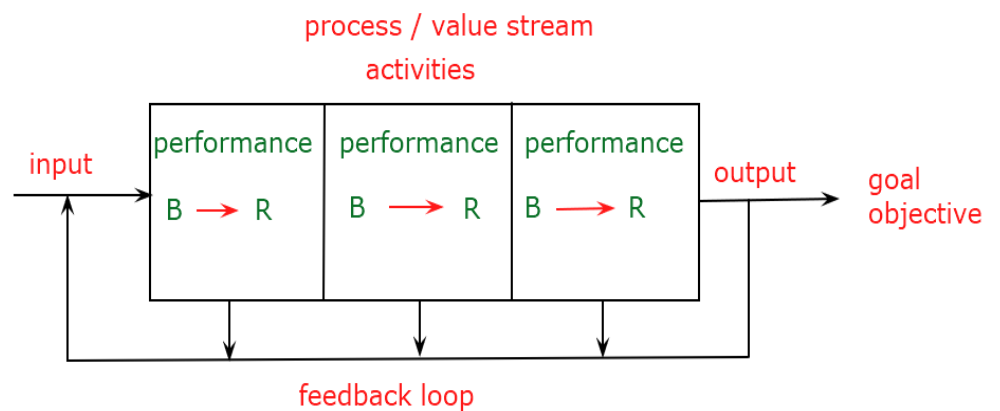 process / value stream
activities
performance performance performance
input
output
goal
objective
B R B R B R
feedback loop